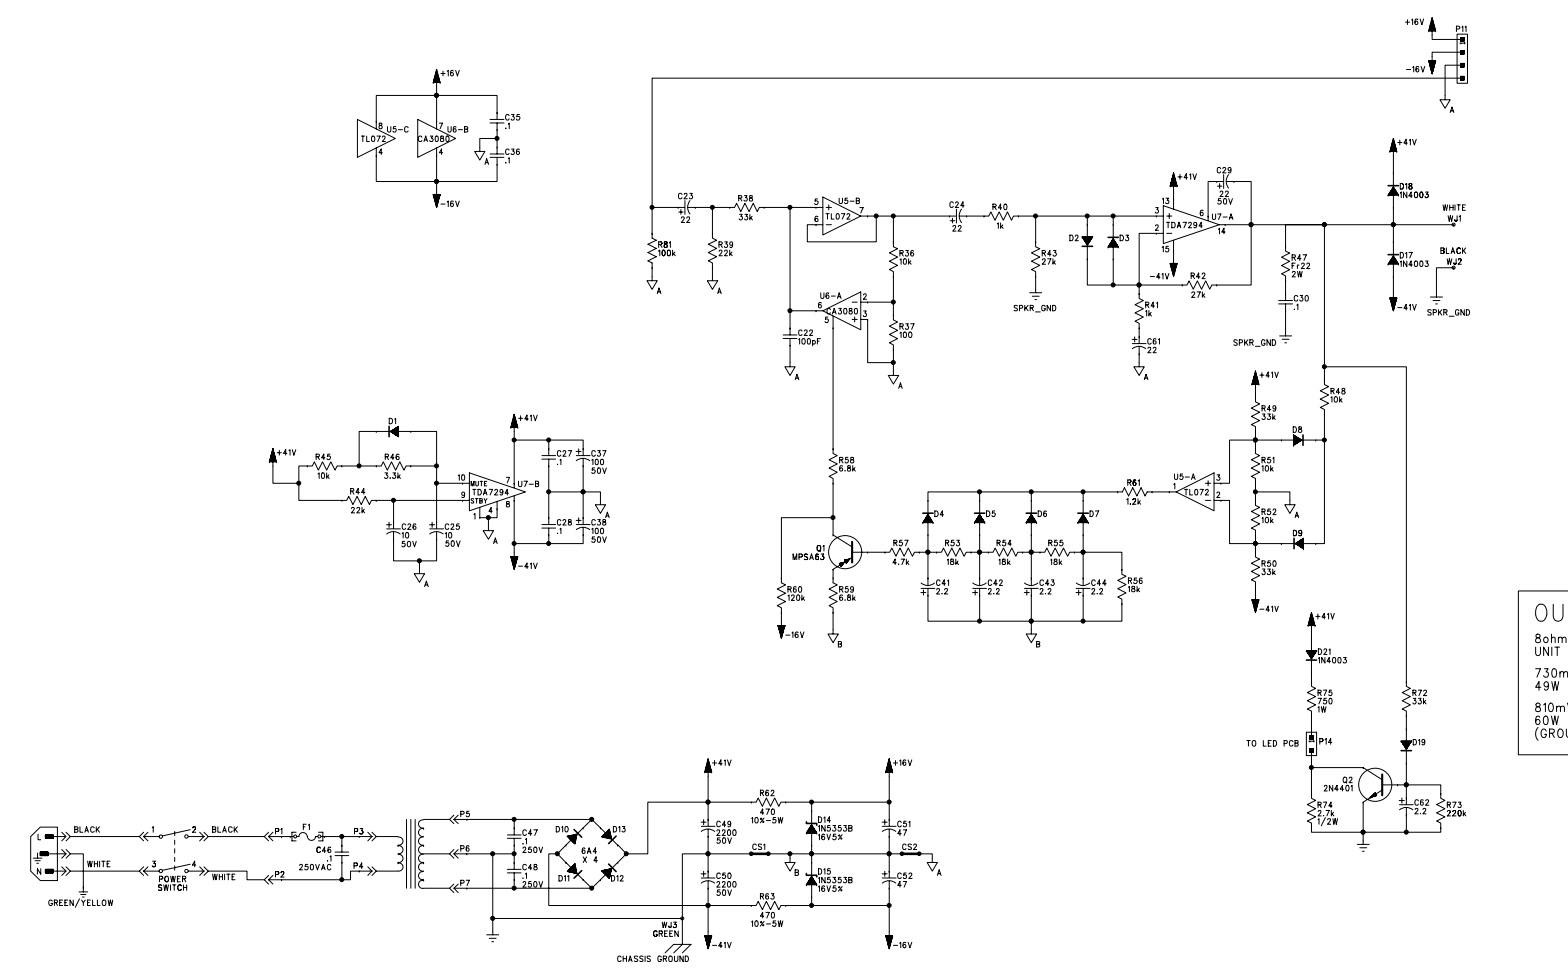 +16V
P11
-16V
A
+16V
8
U5-C
TL072
4
7
U6-B
CA3080
4
C35
.1
A
C36
.1
-16V
C23
+
22
R38
33k
R81
100k
A
R39
22k
A
5
+
6
-
U5-B
TL072
7
C24
+
22
R40
1k
R36
10k
U6-A
CA3080
6
5
2
-
3
+
R37
100
A
C22
100pF
A
R43
27k
SPKR_GND
D2
D3
+41V
13
3
+
2
-
TDA7294
15
-41V
6
U7-A
14
C29
+
22
50V
R42
27k
R41
1k
C61
+
22
A
R47
Fr22
2W
C30
.1
SPKR_GND
+41V
D18
1N4003
WHITE
WJ1
BLACK
WJ2
D17
1N4003
-41V
SPKR_GND
+41V
R45
10k
D1
R46
3.3k
R44
22k
10
MUTE
9
STBY
TDA7294
U7-B
7
8
1
4
A
+41V
C26
+
10
50V
C25
+
10
50V
A
C27
.1
C37
+
100
50V
A
C28
.1
C38
+
100
50V
-41V
R58
6.8k
Q1
MPSA63
R59
6.8k
B
R60
120k
-16V
R57
4.7k
D4
D5
D6
D7
R53
18k
R54
18k
R55
18k
R56
18k
C41
+
2.2
C42
+
2.2
C43
+
2.2
C44
+
2.2
B
R61
1.2k
U5-A
TL072
1
3
+
2
-
+41V
R49
33k
R51
10k
A
R52
10k
R50
33k
-41V
D8
D9
R48
10k
+41V
D21
1N4003
R75
750
1W
TO LED PCB
P14
Q2
2N4401
R74
2.7k
1/2W
R72
33k
D19
C62
+
2.2
R73
220k
OU
8ohm
UNIT
730m
49W
810m
60W
(GROU
L
N
BLACK
WHITE
GREEN/YELLOW
1
2
3
4
POWER
SWITCH
BLACK
WHITE
P1
P2
F1
C46
.1
250VAC
P3
P4
P5
P6
P7
C47
.1
250V
C48
.1
250V
D10
D13
6A4
X 4
D11
D12
WJ3
GREEN
CHASSIS GROUND
+41V
C49
+
2200
50V
C50
+
2200
50V
-41V
R62
470
10%-5W
R63
470
10%-5W
CS1
B
D14
1N5353B
16V5%
D15
1N5353B
16V5%
+16V
C51
+
47
C52
+
47
-16V
CS2
A